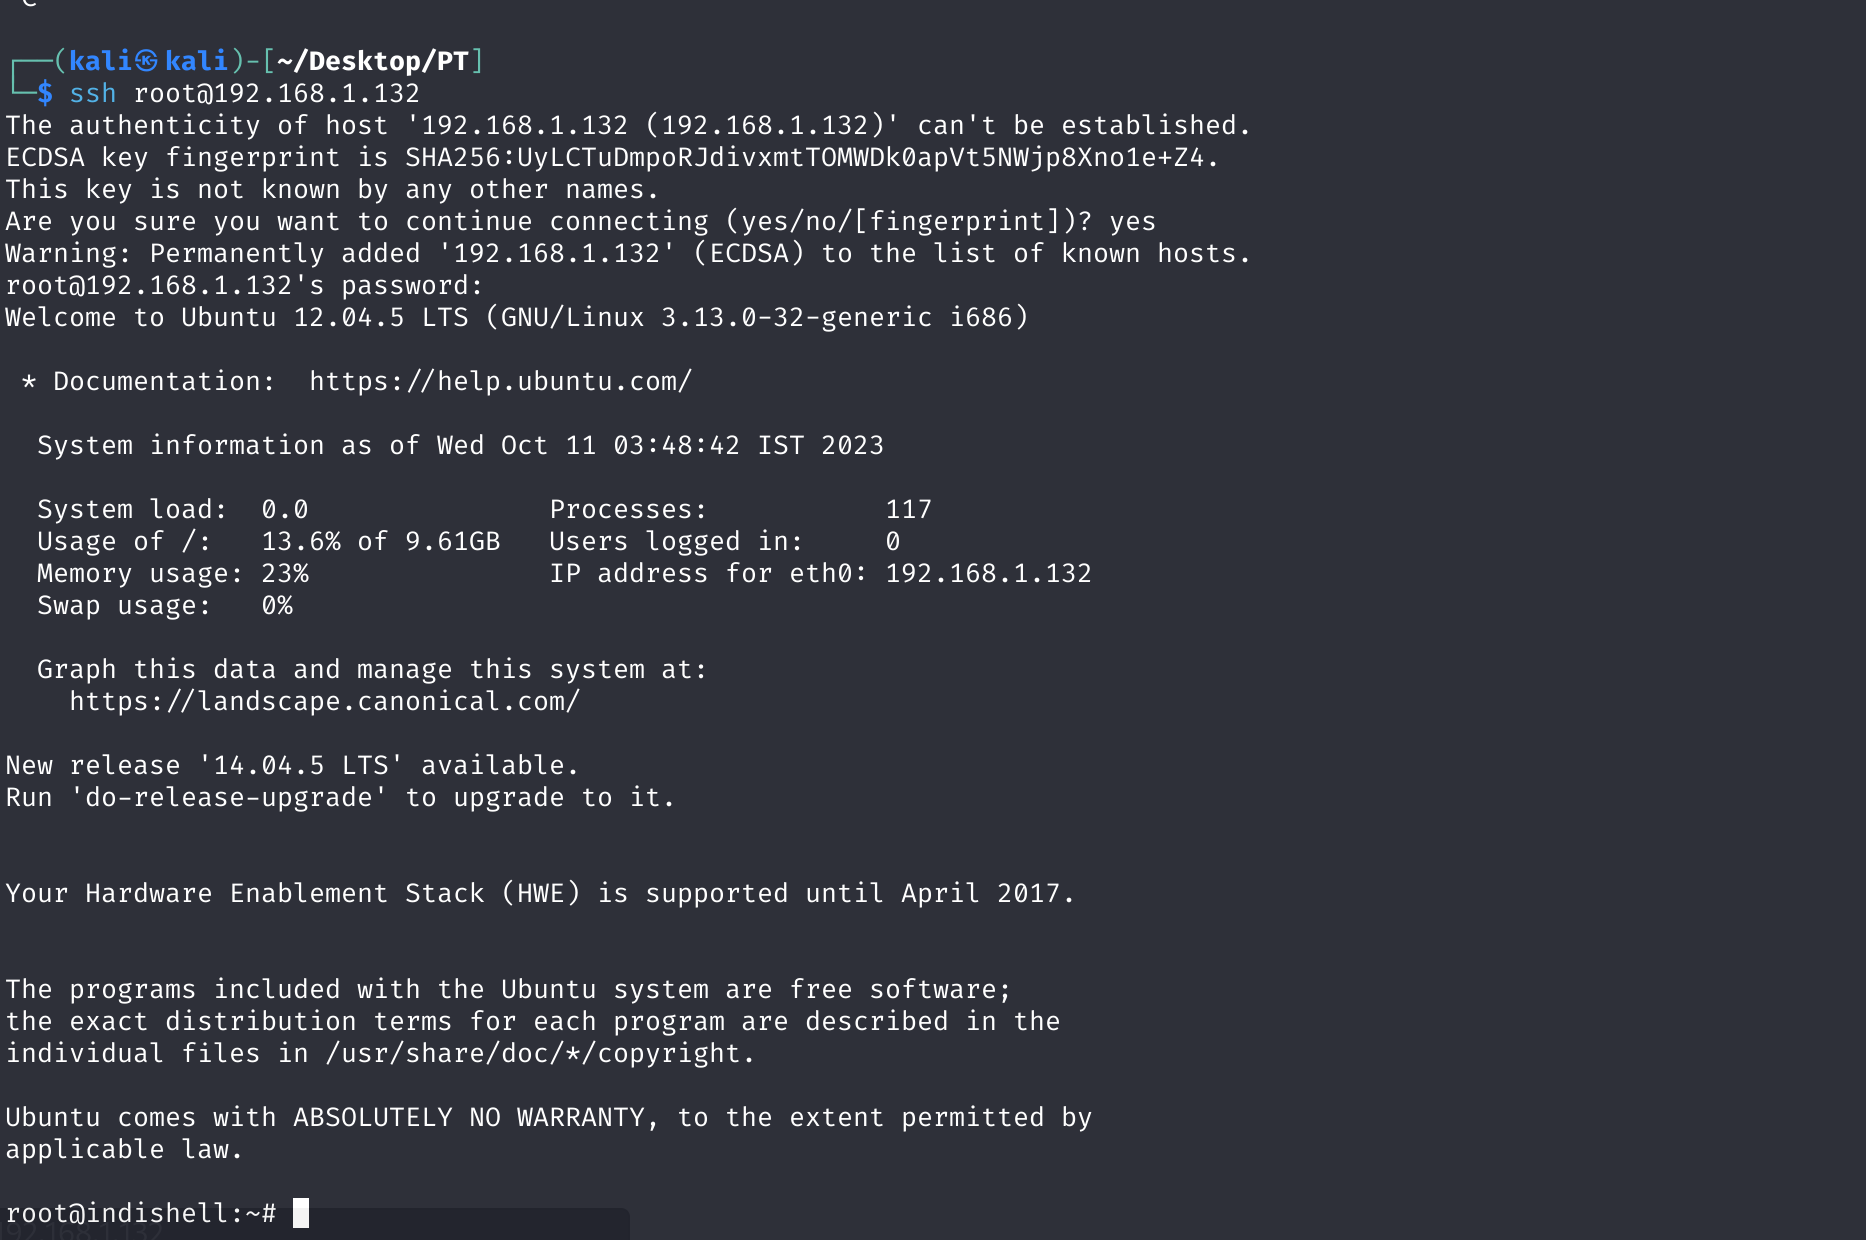 ┌──(kali㉿kali)-[~/Desktop/PT]
└─$ ssh root@192.168.1.132
The authenticity of host '192.168.1.132 (192.168.1.132)' can't be established.
ECDSA key fingerprint is SHA256:UyLCTuDmpoRJdivxmtTOMWDk0apVt5NWjp8Xno1e+Z4.
This key is not known by any other names.
Are you sure you want to continue connecting (yes/no/[fingerprint])? yes
Warning: Permanently added '192.168.1.132' (ECDSA) to the list of known hosts.
root@192.168.1.132's password:
Welcome to Ubuntu 12.04.5 LTS (GNU/Linux 3.13.0-32-generic i686)
* Documentation:  https://help.ubuntu.com/
System information as of Wed Oct 11 03:48:42 IST 2023
System load:  0.0               Processes:           117
Usage of /:   13.6% of 9.61GB   Users logged in:     0
Memory usage: 23%               IP address for eth0: 192.168.1.132
Swap usage:   0%
Graph this data and manage this system at:
https://landscape.canonical.com/
New release '14.04.5 LTS' available.
Run 'do-release-upgrade' to upgrade to it.
Your Hardware Enablement Stack (HWE) is supported until April 2017.
The programs included with the Ubuntu system are free software;
the exact distribution terms for each program are described in the
individual files in /usr/share/doc/*/copyright.
Ubuntu comes with ABSOLUTELY NO WARRANTY, to the extent permitted by
applicable law.
root@indishell:~#
192.168.1.132